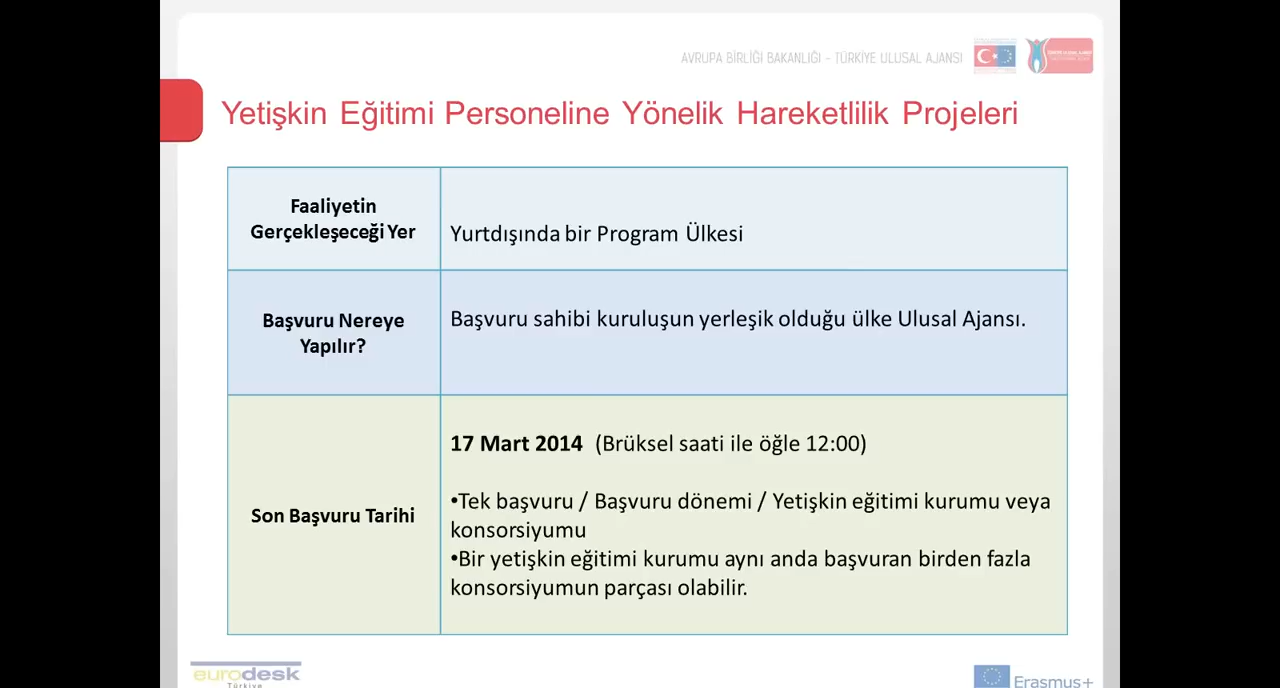 AVRUPA BİRLİĞİ BAKANLIĞI – TÜRKİYE ULUSAL AJANSI
Yetişkin Eğitimi Personeline Yönelik Hareketlilik Projeleri
Faaliyetin
Gerçekleşeceği Yer
Yurtdışında bir Program Ülkesi
Başvuru Nereye
Yapılır?
Başvuru sahibi kuruluşun yerleşik olduğu ülke Ulusal Ajansı.
Son Başvuru Tarihi
17 Mart 2014 (Brüksel saati ile öğle 12:00)
•Tek başvuru / Başvuru dönemi / Yetişkin eğitimi kurumu veya
konsorsiyumu
•Bir yetişkin eğitimi kurumu aynı anda başvuran birden fazla
konsorsiyumun parçası olabilir.
eurodesk
Türkiye
Erasmus+